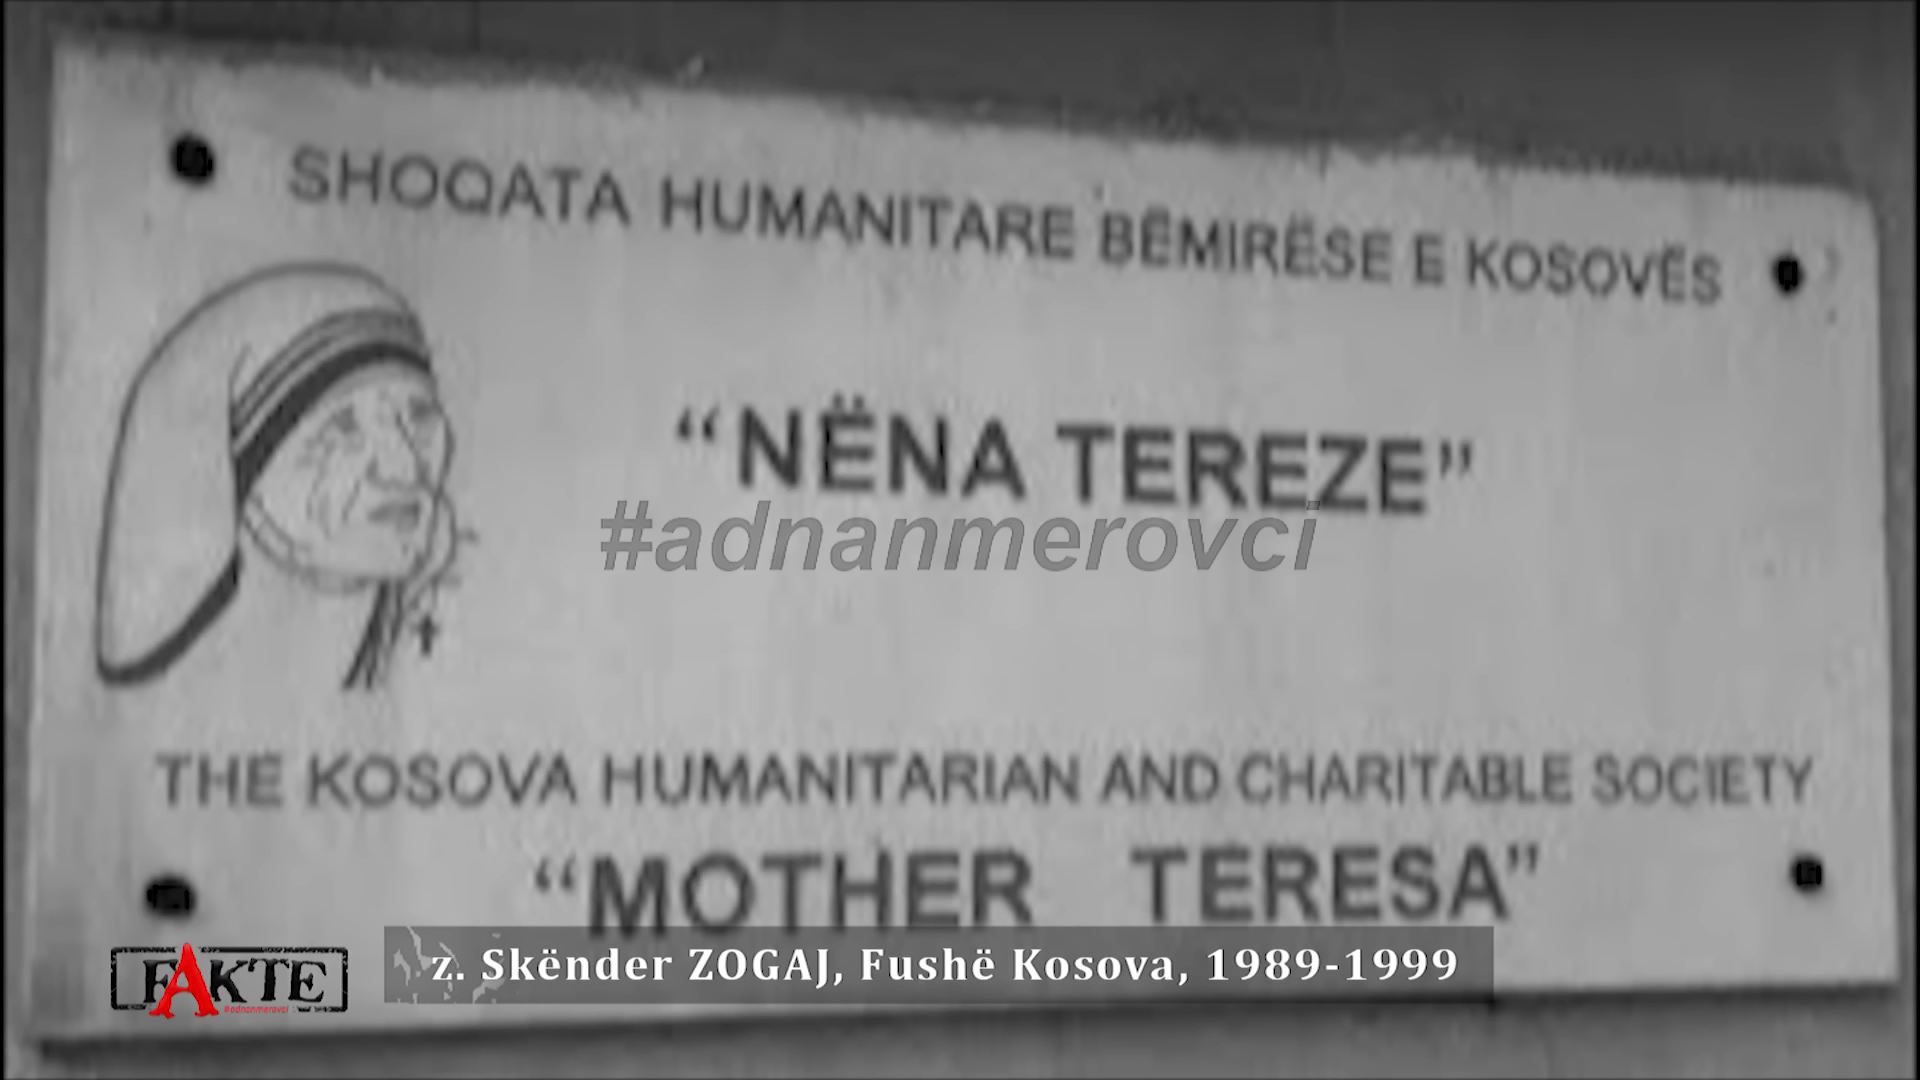 SHOQATA HUMANITARE BËMIRËSE E KOSOVËS
“NËNA TEREZE”
#adnanmerovci
THE KOSOVA HUMANITARIAN AND CHARITABLE SOCIETY
“MOTHER TERESA”
z. Skënder ZOGAJ, Fushë Kosova, 1989-1999
FAKTE
#adnanmerovci